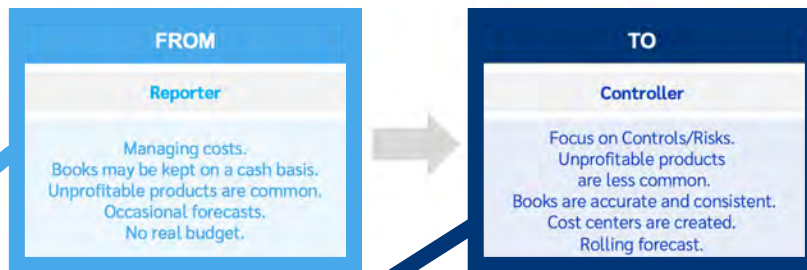 FROM
Reporter
Managing costs.
Books may be kept on a cash basis.
Unprofitable products are common.
Occasional forecasts.
No real budget.
TO
Controller
Focus on Controls/Risks.
Unprofitable products
are less common.
Books are accurate and consistent.
Cost centers are created.
Rolling forecast.